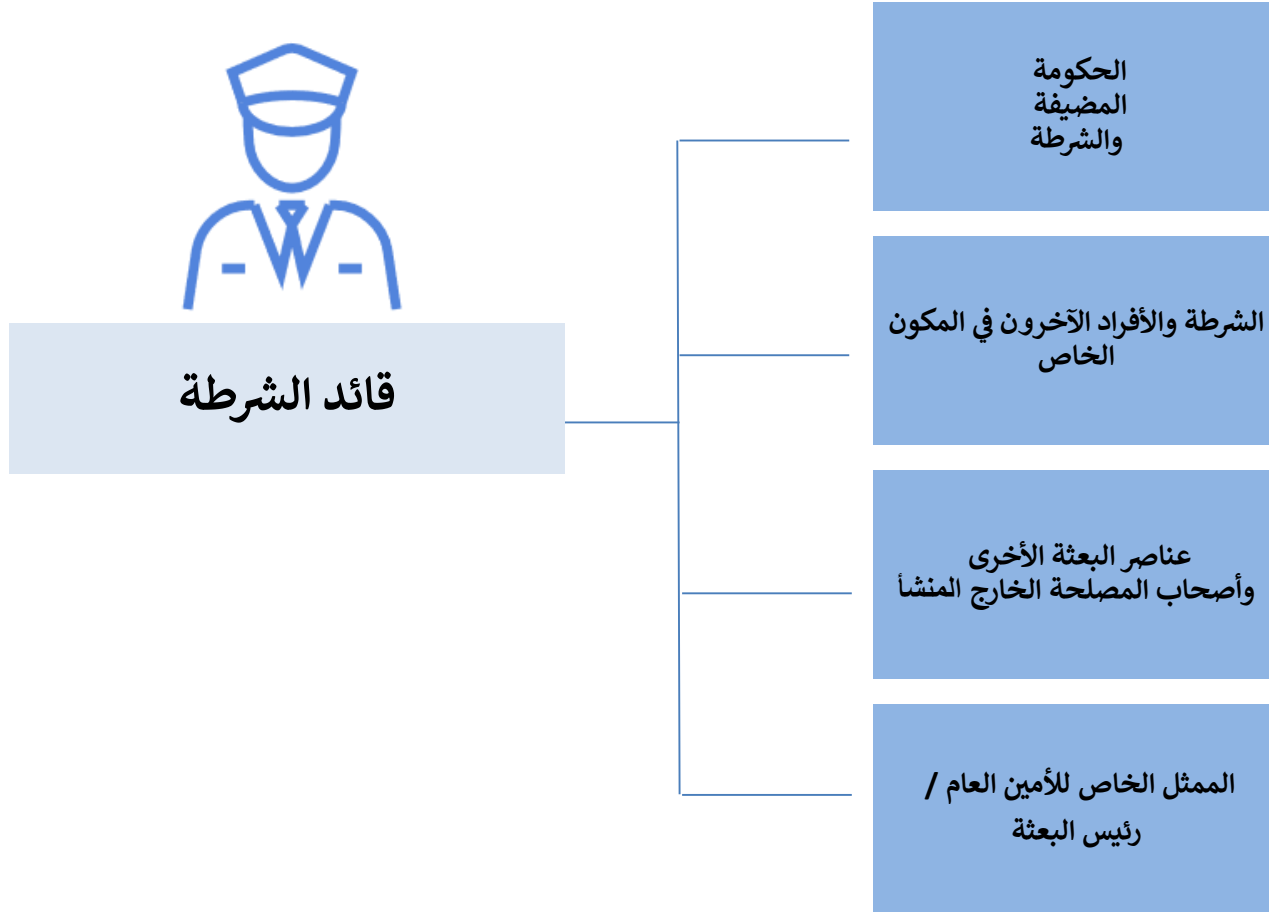 قائد الشرطة
الحكومة
المضيفة
والشرطة
الشرطة والأفراد الآخرون في المكون
الخاص
عناصر البعثة الأخرى
وأصحاب المصلحة الخارج المنشأ
الممثل الخاص للأمين العام /
رئيس البعثة